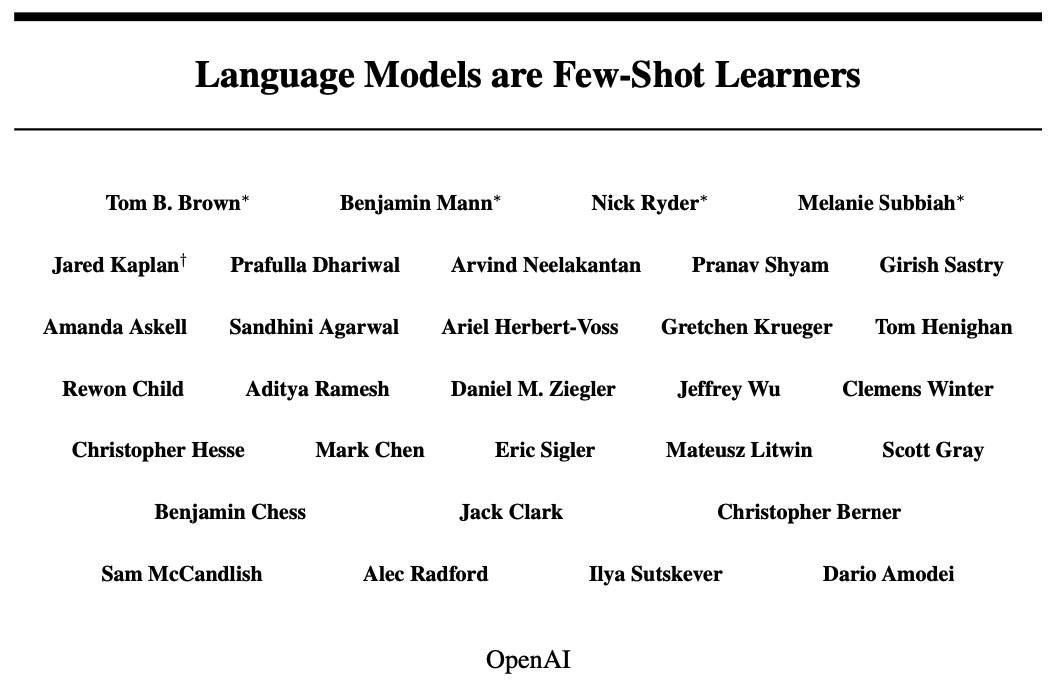 Language Models are Few-Shot Learners
Tom B. Brown* Benjamin Mann* Nick Ryder* Melanie Subbiah*
Jared Kaplan† Prafulla Dhariwal Arvind Neelakantan Pranav Shyam Girish Sastry
Amanda Askell Sandhini Agarwal Ariel Herbert-Voss Gretchen Krueger Tom Henighan
Rewon Child Aditya Ramesh Daniel M. Ziegler Jeffrey Wu Clemens Winter
Christopher Hesse Mark Chen Eric Sigler Mateusz Litwin Scott Gray
Benjamin Chess Jack Clark Christopher Berner
Sam McCandlish Alec Radford Ilya Sutskever Dario Amodei
OpenAI